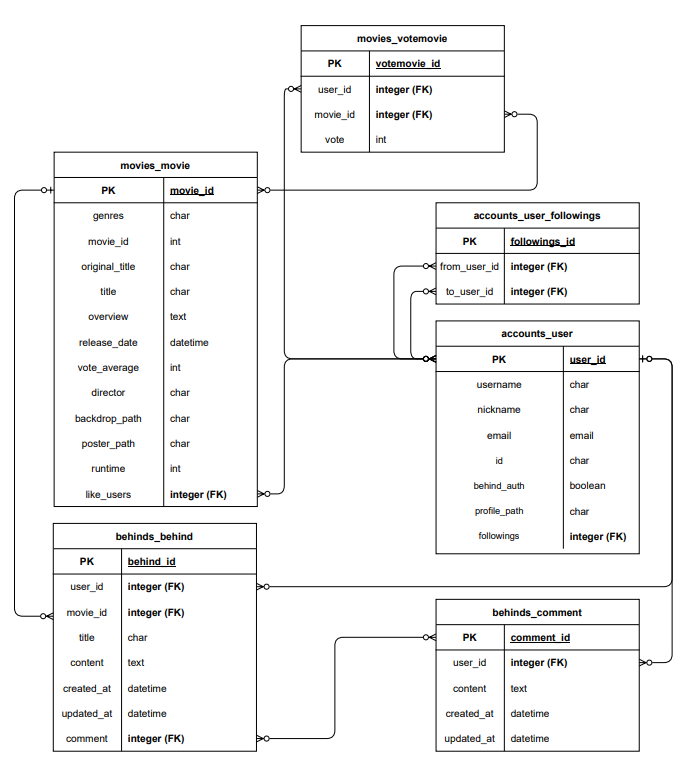 movies_votemovie
PK votemovie_id
user_id integer (FK)
movie_id integer (FK)
vote int
movies_movie
PK movie_id
genres char
movie_id int
original_title char
title char
overview text
release_date datetime
vote_average int
director char
backdrop_path char
poster_path char
runtime int
like_users integer (FK)
accounts_user_followings
PK followings_id
from_user_id integer (FK)
to_user_id integer (FK)
accounts_user
PK user_id
username char
nickname char
email email
id char
behind_auth boolean
profile_path char
followings integer (FK)
behinds_behind
PK behind_id
user_id integer (FK)
movie_id integer (FK)
title char
content text
created_at datetime
updated_at datetime
comment integer (FK)
behinds_comment
PK comment_id
user_id integer (FK)
content text
created_at datetime
updated_at datetime